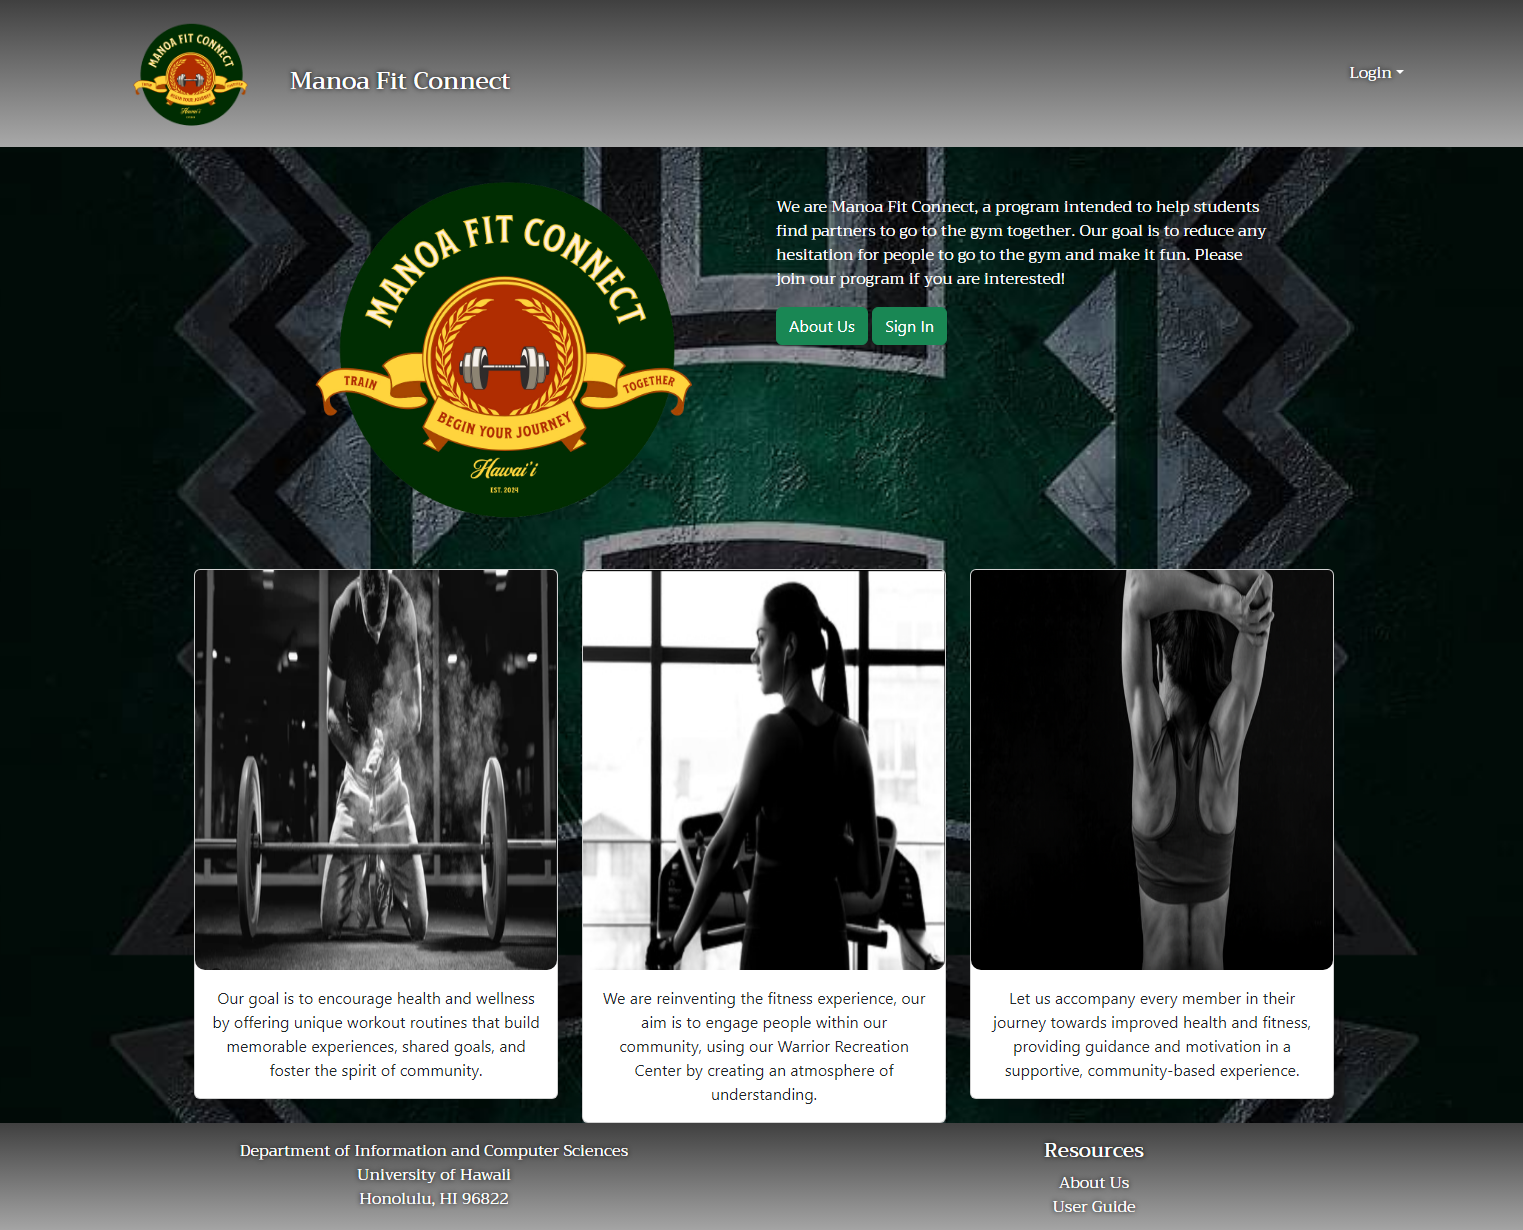 MANOA FIT CONNECT
Hawai'i
Manoa Fit Connect
Login
MANOA FIT CONNECT
TRAIN
TOGETHER
BEGIN YOUR JOURNEY
Hawai'i
EST. 2024
We are Manoa Fit Connect, a program intended to help students
find partners to go to the gym together. Our goal is to reduce any
hesitation for people to go to the gym and make it fun. Please
join our program if you are interested!
About Us
Sign In
Our goal is to encourage health and wellness
by offering unique workout routines that build
memorable experiences, shared goals, and
foster the spirit of community.
We are reinventing the fitness experience, our
aim is to engage people within our
community, using our Warrior Recreation
Center by creating an atmosphere of
understanding.
Let us accompany every member in their
journey towards improved health and fitness,
providing guidance and motivation in a
supportive, community-based experience.
Department of Information and Computer Sciences
University of Hawaii
Honolulu, HI 96822
Resources
About Us
User Guide